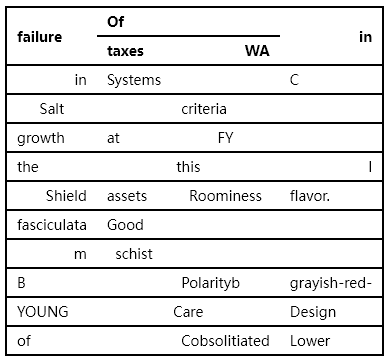 Of
failure in
taxes WA
in Systems C
Salt criteria
growth at FY
the this I
Shield assets Roominess flavor.
fasciculata Good
m schist
B Polarityb grayish-red-
YOUNG Care Design
of Cobsolitiated Lower